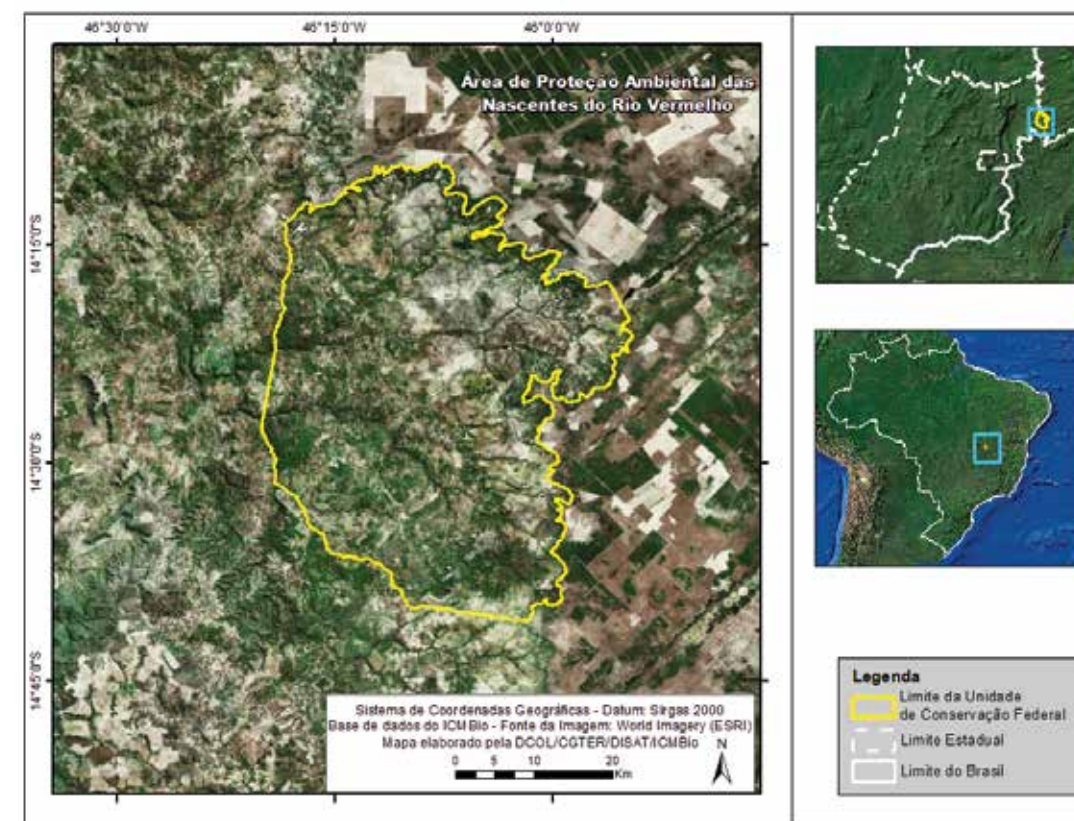 46°30'0"W
46°15'0"W
46°0'0"W
Área de Proteção Ambiental das
Nascentes do Rio Vermelho
14°15'0"S
14°30'0"S
14°45'0"S
Sistema de Coordenadas Geográficas - Datum: Sirgas 2000
Base de dados do ICMBio - Fonte da Imagem: World Imagery (ESRI)
Mapa elaborado pela DCOL/CGTER/DISAT/ICMBio
N
0 5 10 20
Km
Legenda
Limite da Unidade
de Conservação Federal
Limite Estadual
Limite do Brasil